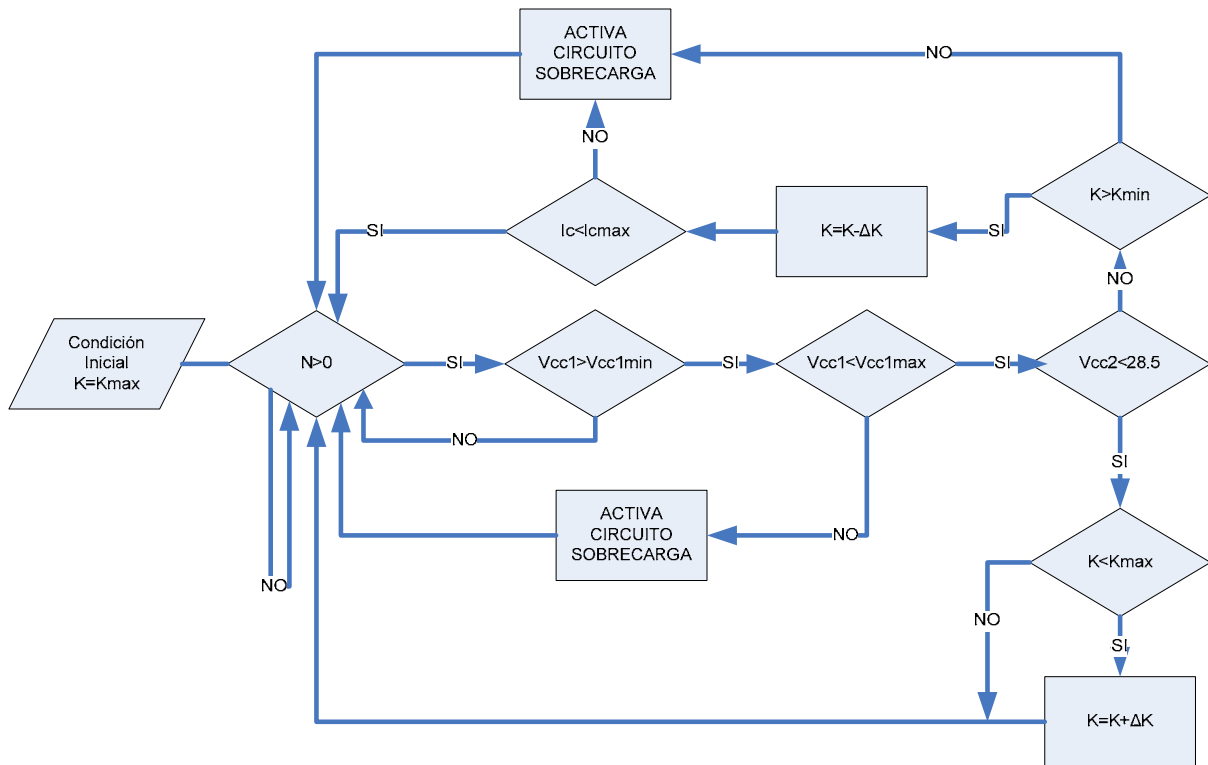 ACTIVA
CIRCUITO
SOBRECARGA
NO
NO
Ic<Icmax
K=K-ΔK
SI
K>Kmin
SI
NO
Condición
Inicial
K=Kmax
N>0
SI
Vcc1>Vcc1min
SI
Vcc1<Vcc1max
SI
Vcc2<28.5
NO
SI
ACTIVA
CIRCUITO
SOBRECARGA
NO
NO
K<Kmax
NO
SI
K=K+ΔK